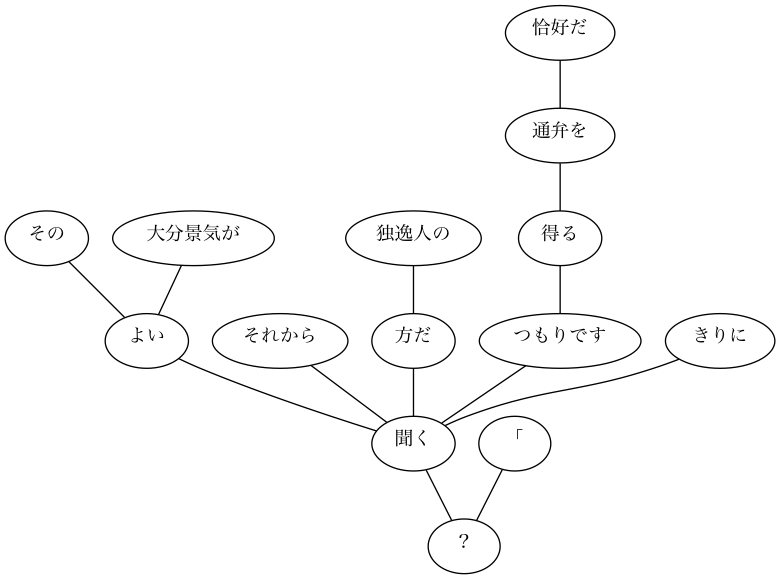 恰好だ
通弁を
その
大分景気が
独逸人の
得る
よい
それから
方だ
つもりです
きりに
聞く
「
？